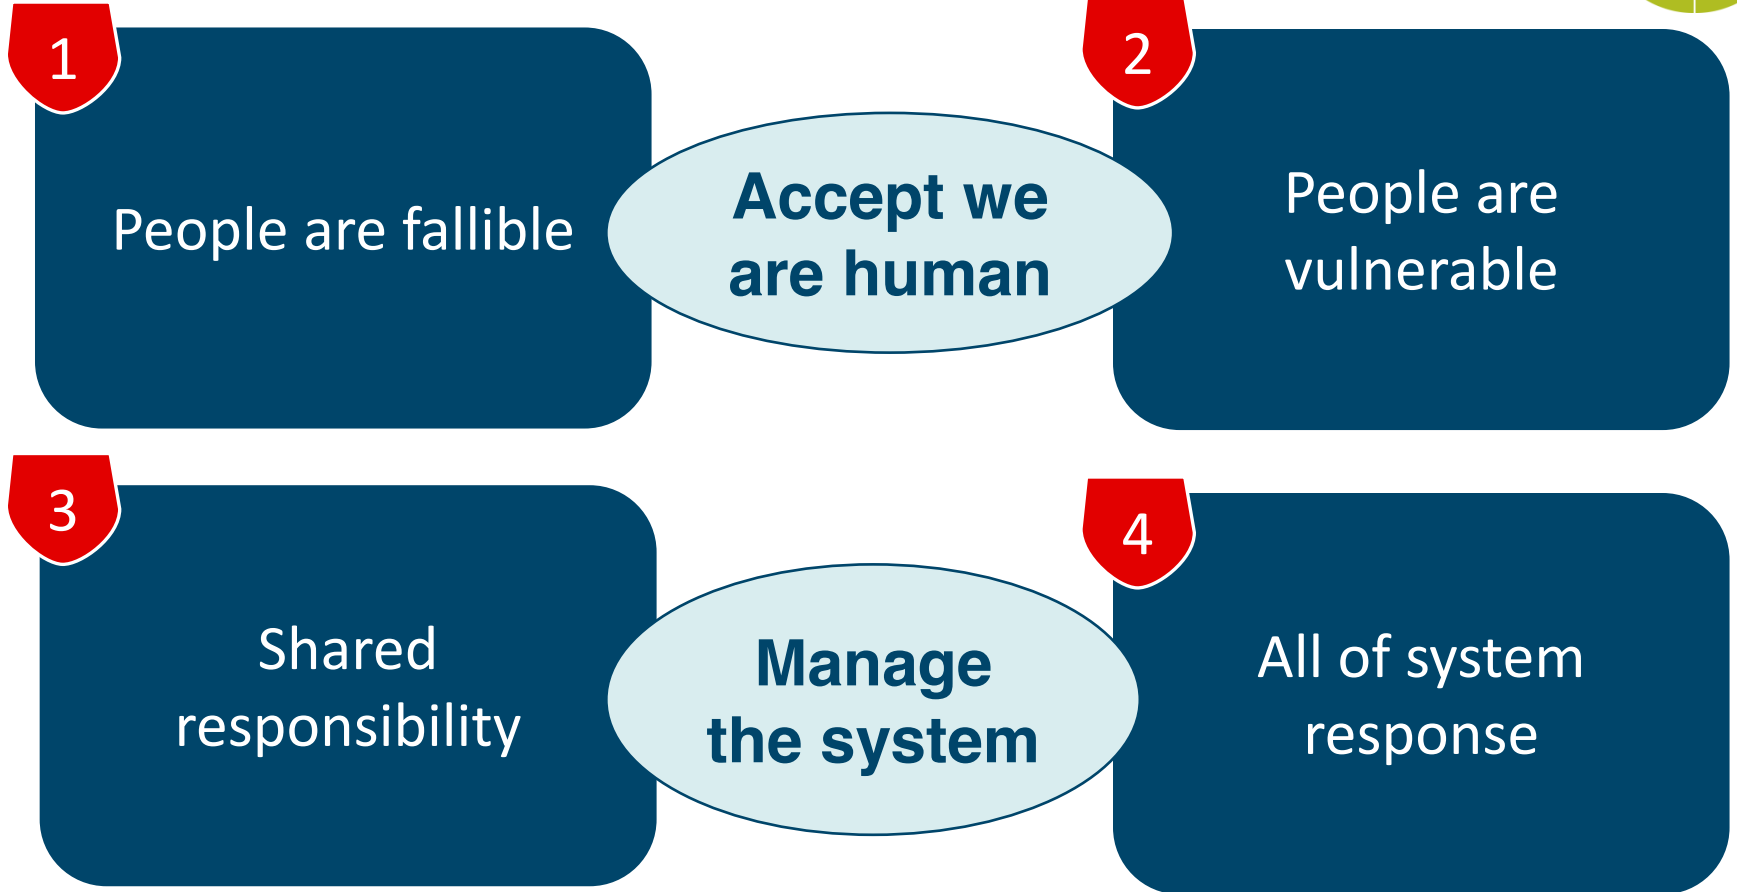 1
People are fallible
Accept we
are human
2
People are
vulnerable
3
Shared
responsibility
Manage
the system
4
All of system
response